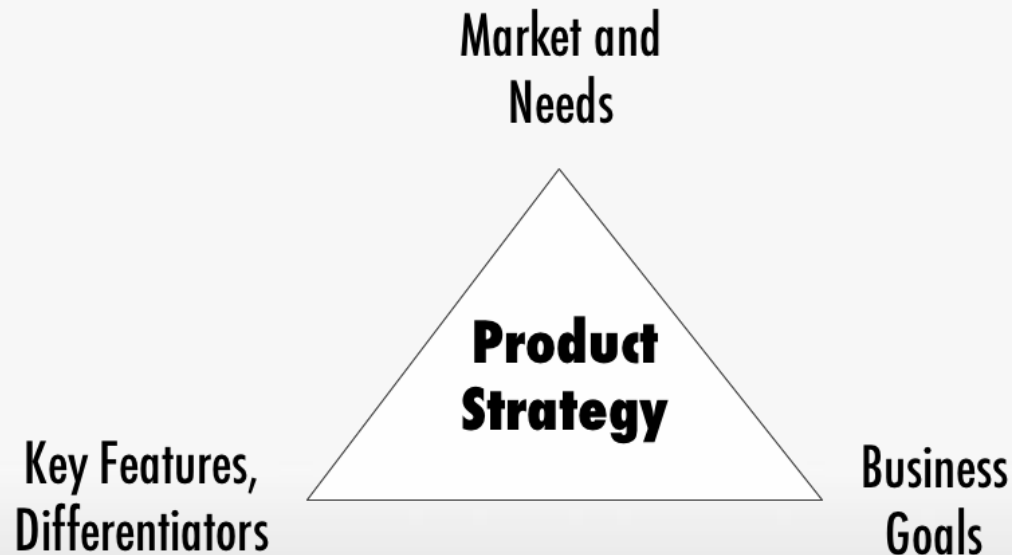 Market and
Needs
Product
Strategy
Key Features,
Differentiators
Business
Goals